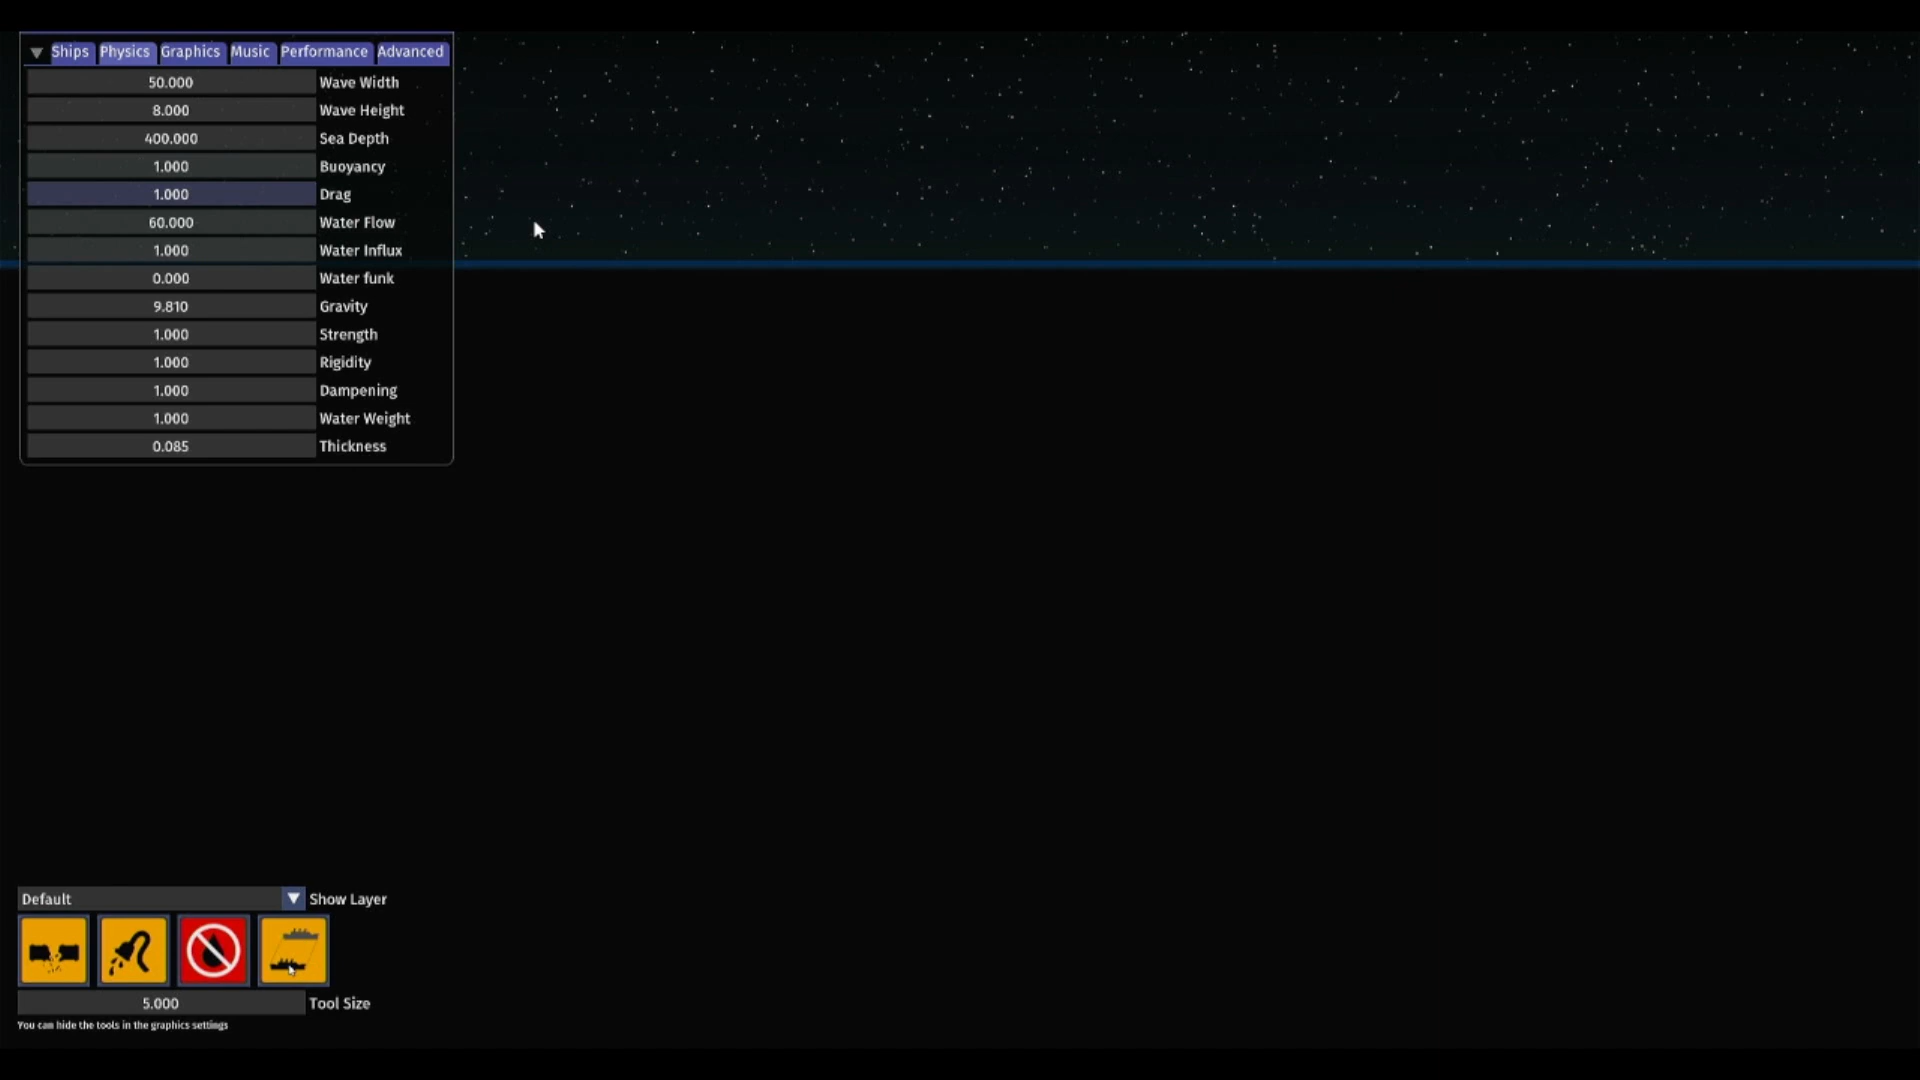 Ships Physics Graphics Music Performance Advanced
50.000 Wave Width
8.000 Wave Height
400.000 Sea Depth
1.000 Buoyancy
1.000 Drag
60.000 Water Flow
1.000 Water Influx
0.000 Water funk
9.810 Gravity
1.000 Strength
1.000 Rigidity
1.000 Dampening
1.000 Water Weight
0.085 Thickness
Default Show Layer
5.000 Tool Size
You can hide the tools in the graphics settings